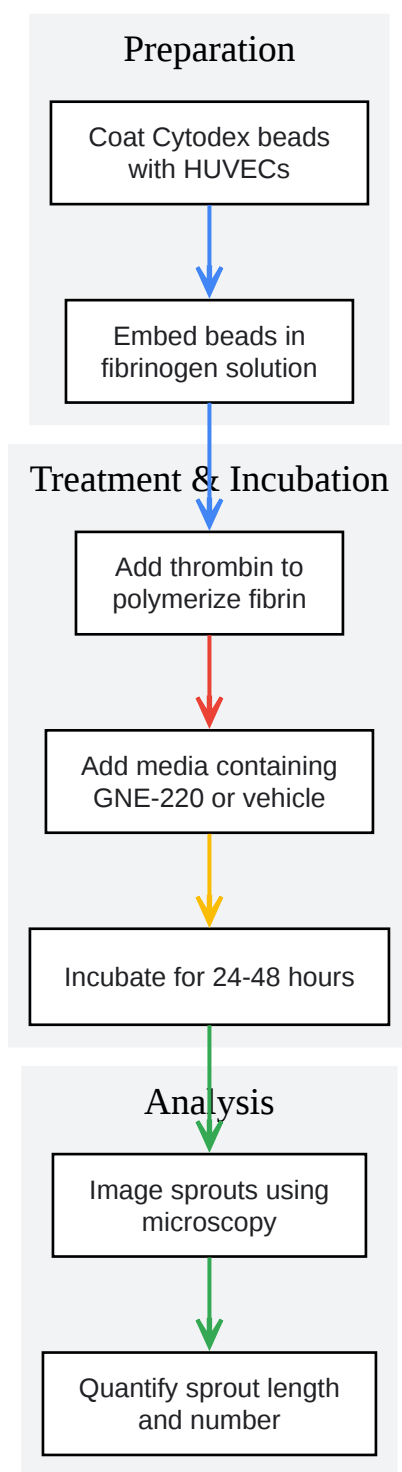 Preparation
Coat Cytodex beads
with HUVECs
Embed beads in
fibrinogen solution
Treatment & Incubation
Add thrombin to
polymerize fibrin
Add media containing
GNE-220 or vehicle
Incubate for 24-48 hours
Analysis
Image sprouts using
microscopy
Quantify sprout length
and number